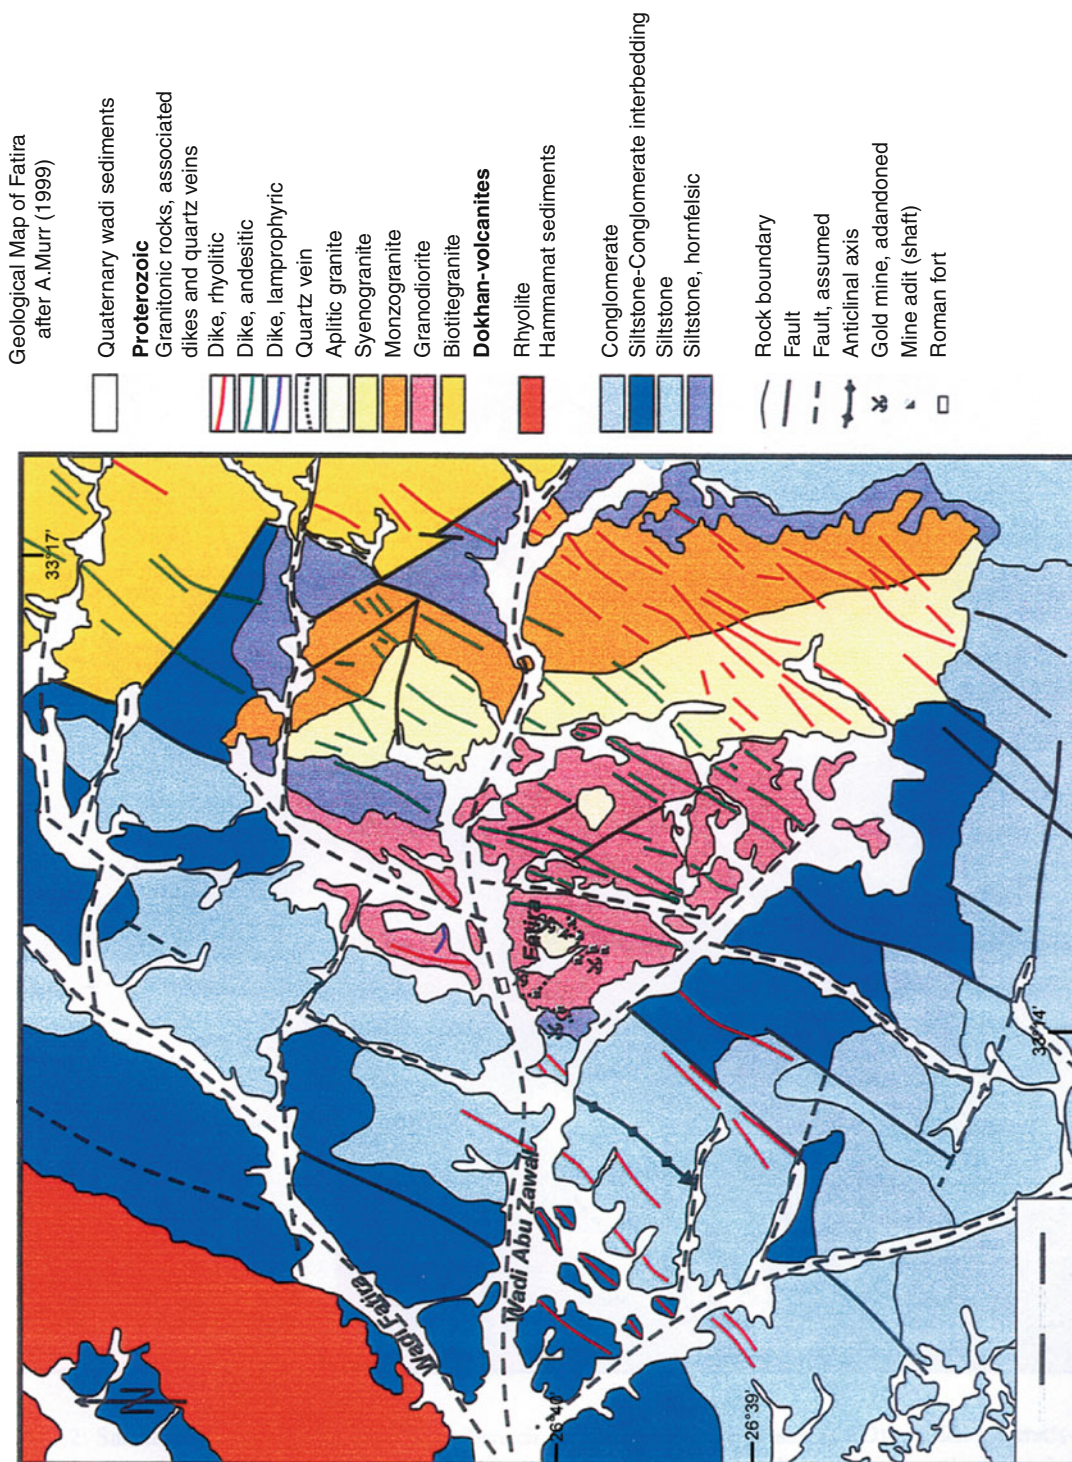 Geological Map of Fatira
after A.Murr (1999)
Quaternary wadi sediments
Proterozoic
Granitonic rocks, associated
dikes and quartz veins
Dike, rhyolitic
Dike, andesitic
Dike, lamprophyric
Quartz vein
Aplitic granite
Syenogranite
Monzogranite
Granodiorite
Biotitegranite
Dokhan-volcanites
Rhyolite
Hammamat sediments
Conglomerate
Siltstone-Conglomerate interbedding
Siltstone
Siltstone, hornfelsic
Rock boundary
Fault
Fault, assumed
Anticlinal axis
Gold mine, adandoned
Mine adit (shaft)
Roman fort
33°17'
33°14'
26°40'
26°39'
N
Wadi Fatira
Wadi Abu Zawal
Fatira